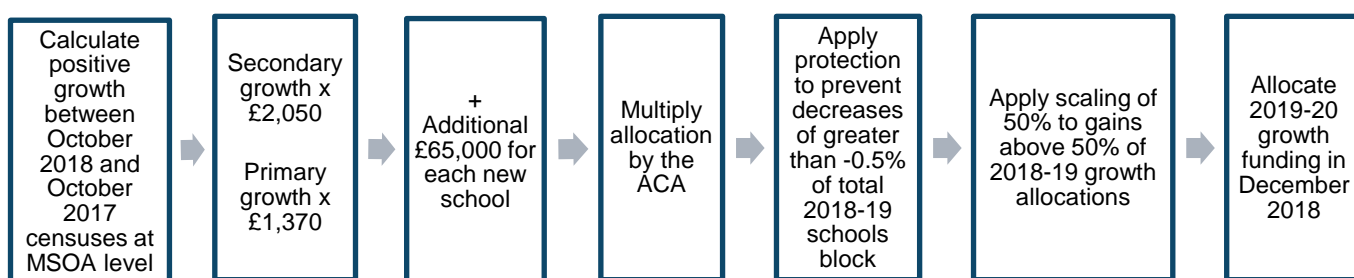 Calculate
positive
growth
between
October
2018 and
October
2017
censuses at
MSOA level
Secondary
growth x
£2,050
Primary
growth x
£1,370
+
Additional
£65,000 for
each new
school
Multiply
allocation
by the
ACA
Apply
protection
to prevent
decreases
of greater
than -0.5%
of total
2018-19
schools
block
Apply scaling of
50% to gains
above 50% of
2018-19 growth
allocations
Allocate
2019-20
growth
funding in
December
2018